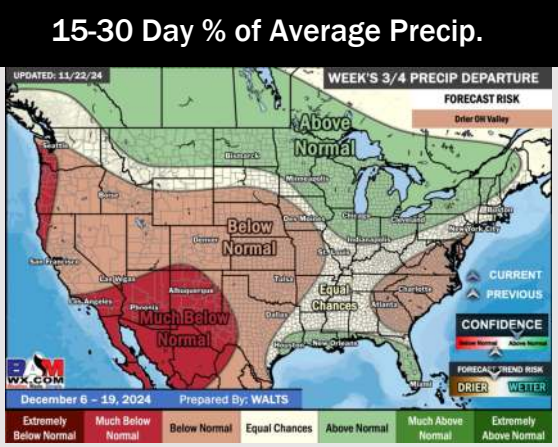 15-30 Day % of Average Precip.
UPDATED: 11/22/24
WEEK'S 3/4 PRECIP DEPARTURE
FORECAST RISK
Drier OH Valley
Above
Normal
Seattle
Bismarck
Minneapolis
Boise
Boston
Des Moines
Chicago
Cleveland
New York City
Below
Normal
Denver
Indianapolis
St. Louis
San Francisco
Las Vegas
Tulsa
Equal
Chances
Charlotte
CURRENT
Los Angeles
Albuquerque
Phoenix
Atlanta
PREVIOUS
Much Below
Normal
Dallas
CONFIDENCE
Below Normal
Above Normal
Houston
New Orleans
BAM
WX.COM
Miami
FORECAST TREND RISK
DRIER
WETTER
December 6 – 19, 2024
Prepared By: WALTS
Extremely
Below Normal
Much Below
Normal
Below Normal
Equal Chances
Above Normal
Much Above
Normal
Extremely
Above Normal